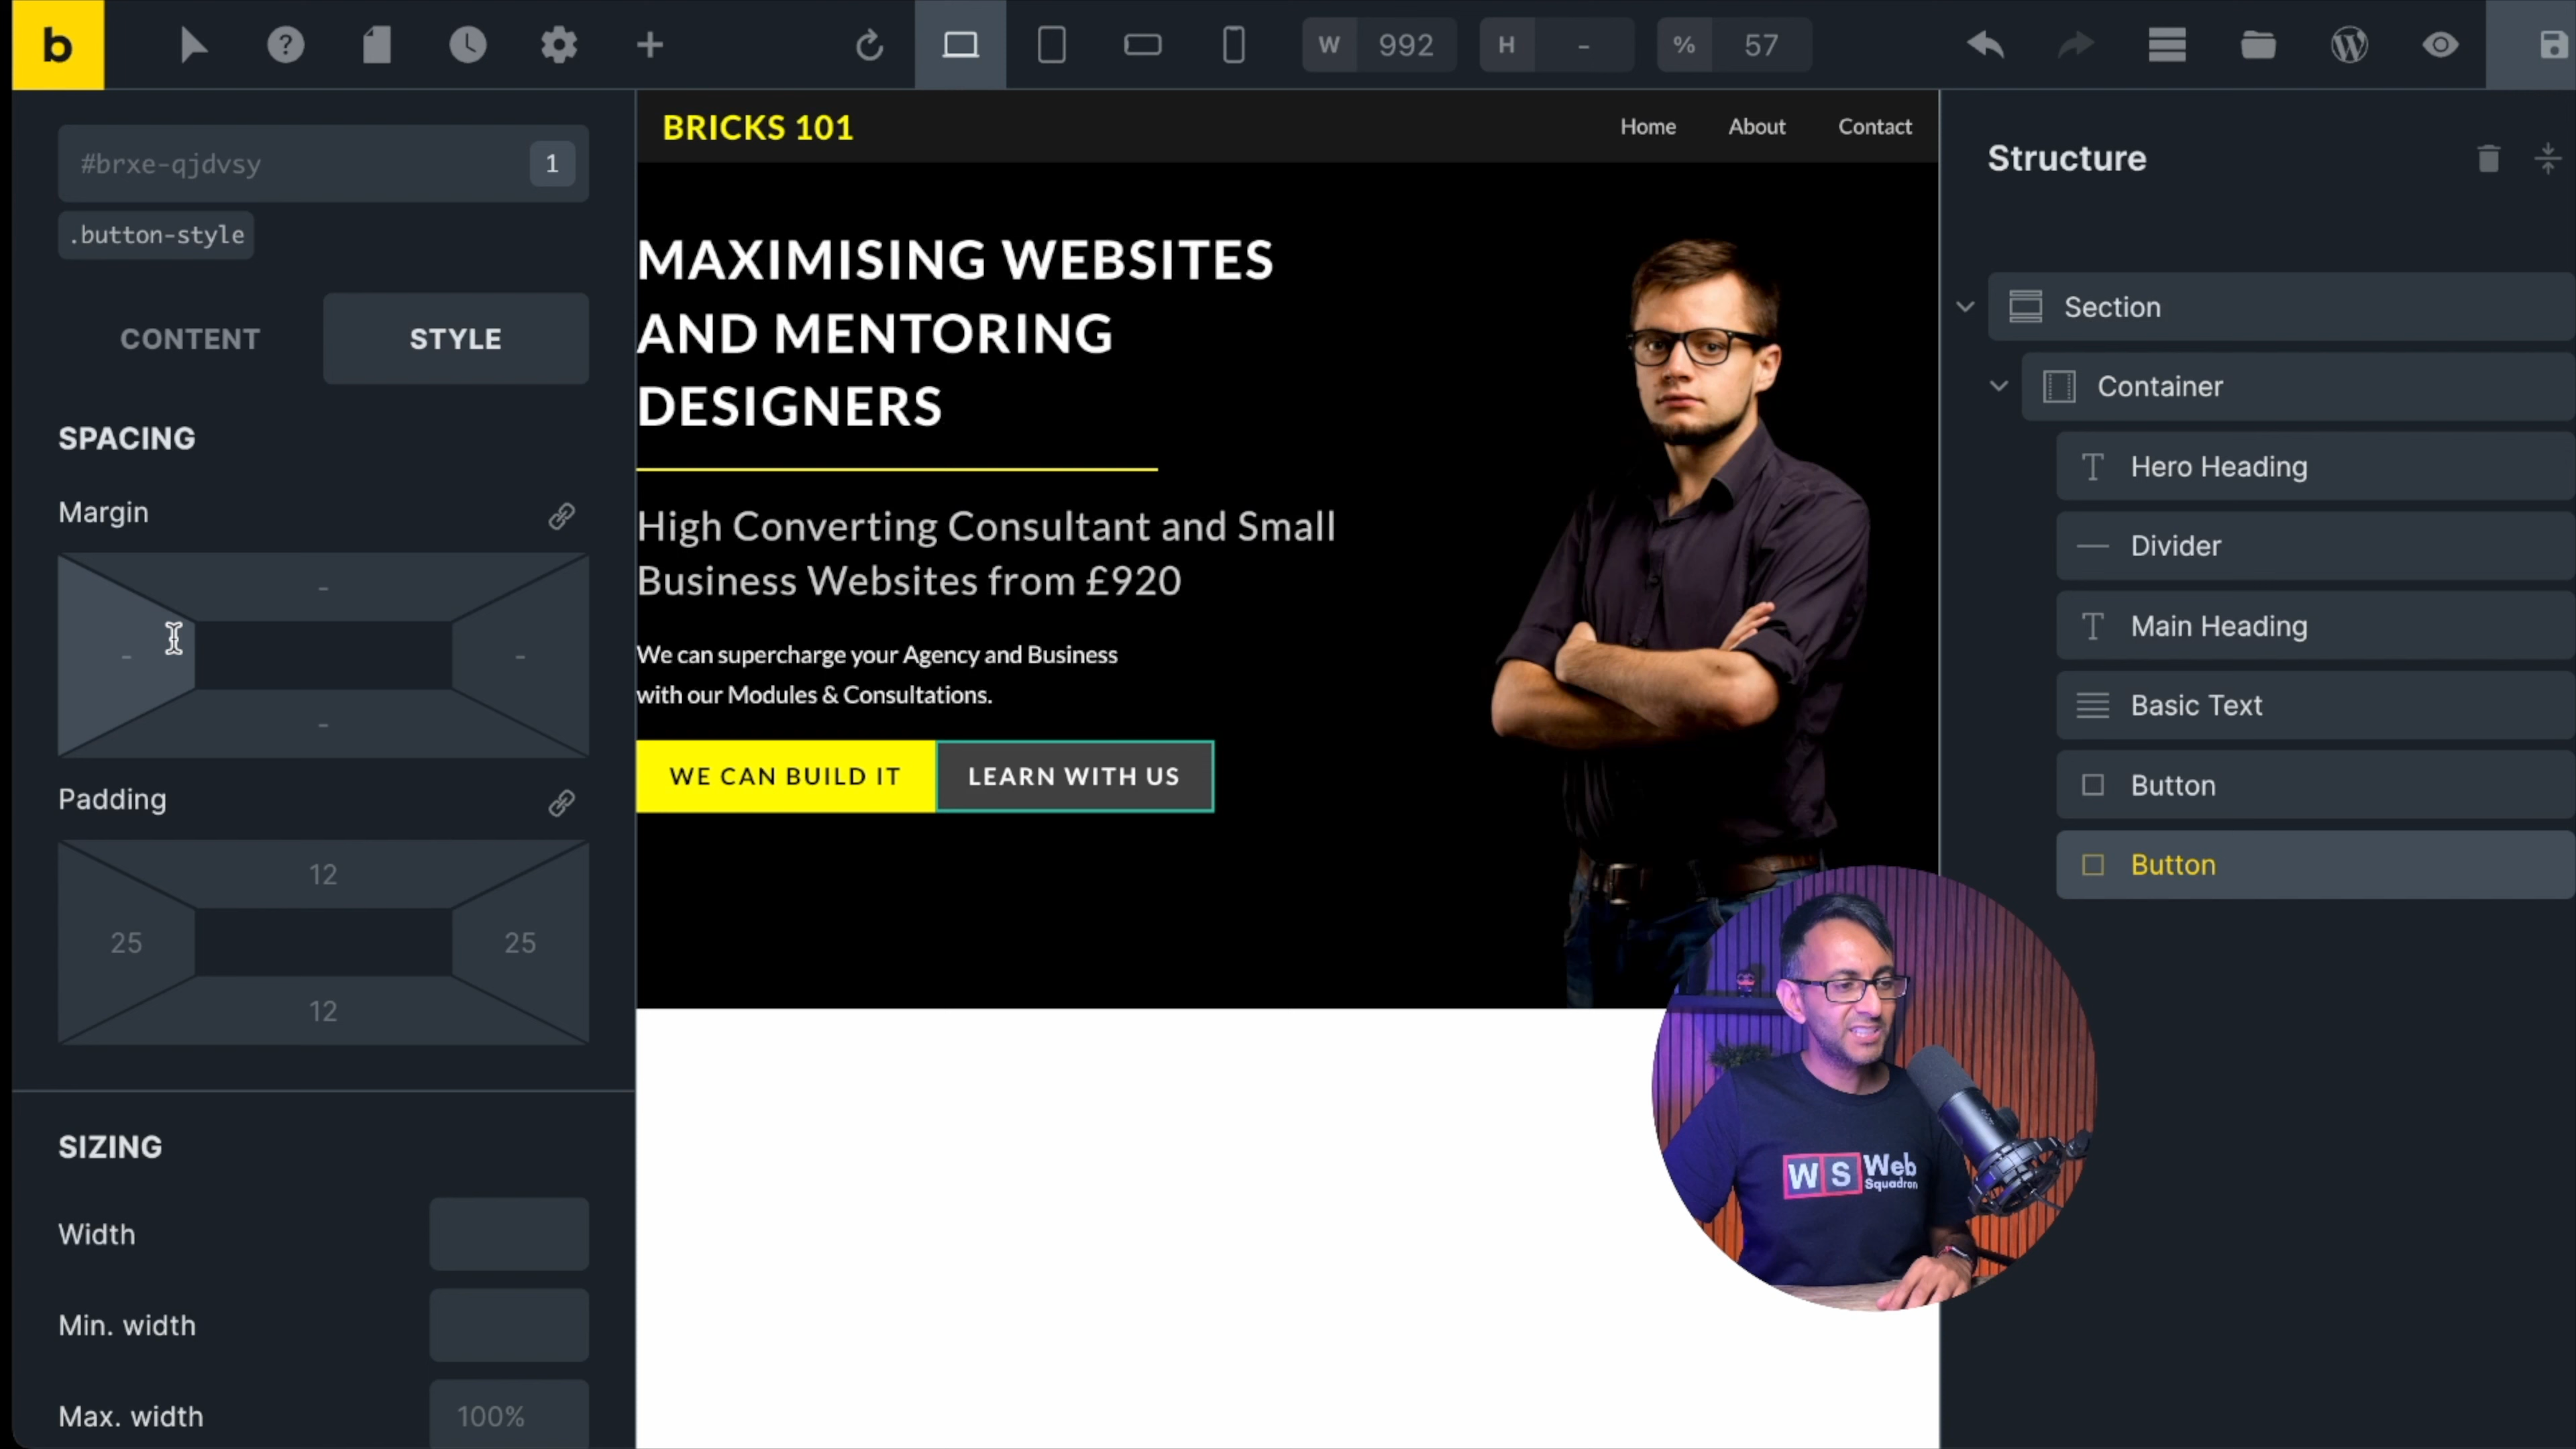 b
?
W 992
H -
% 57
#brxe-qjdvsy 1
.button-style
CONTENT
STYLE
SPACING
Margin
-
-
-
-
Padding
12
25
25
12
SIZING
Width
Min. width
Max. width
100%
BRICKS 101
Home
About
Contact
MAXIMISING WEBSITES
AND MENTORING
DESIGNERS
High Converting Consultant and Small
Business Websites from £920
We can supercharge your Agency and Business
with our Modules & Consultations.
WE CAN BUILD IT
LEARN WITH US
WS Web
Squadron
Structure
Section
Container
Hero Heading
Divider
Main Heading
Basic Text
Button
Button